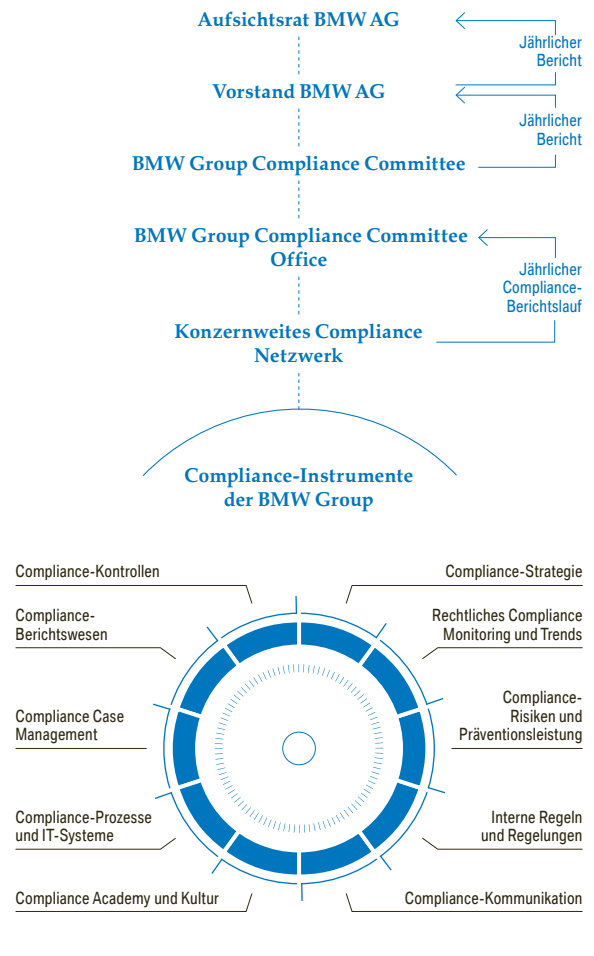 Aufsichtsrat BMW AG
Jährlicher
Bericht
Vorstand BMW AG
Jährlicher
Bericht
BMW Group Compliance Committee
BMW Group Compliance Committee
Office
Jährlicher
Compliance-
Berichtslauf
Konzernweites Compliance
Netzwerk
Compliance-Instrumente
der BMW Group
Compliance-Kontrollen
Compliance-Strategie
Compliance-
Berichtswesen
Rechtliches Compliance
Monitoring und Trends
Compliance Case
Management
Compliance-
Risiken und
Präventionsleistung
Compliance-Prozesse
und IT-Systeme
Interne Regeln
und Regelungen
Compliance Academy und Kultur
Compliance-Kommunikation